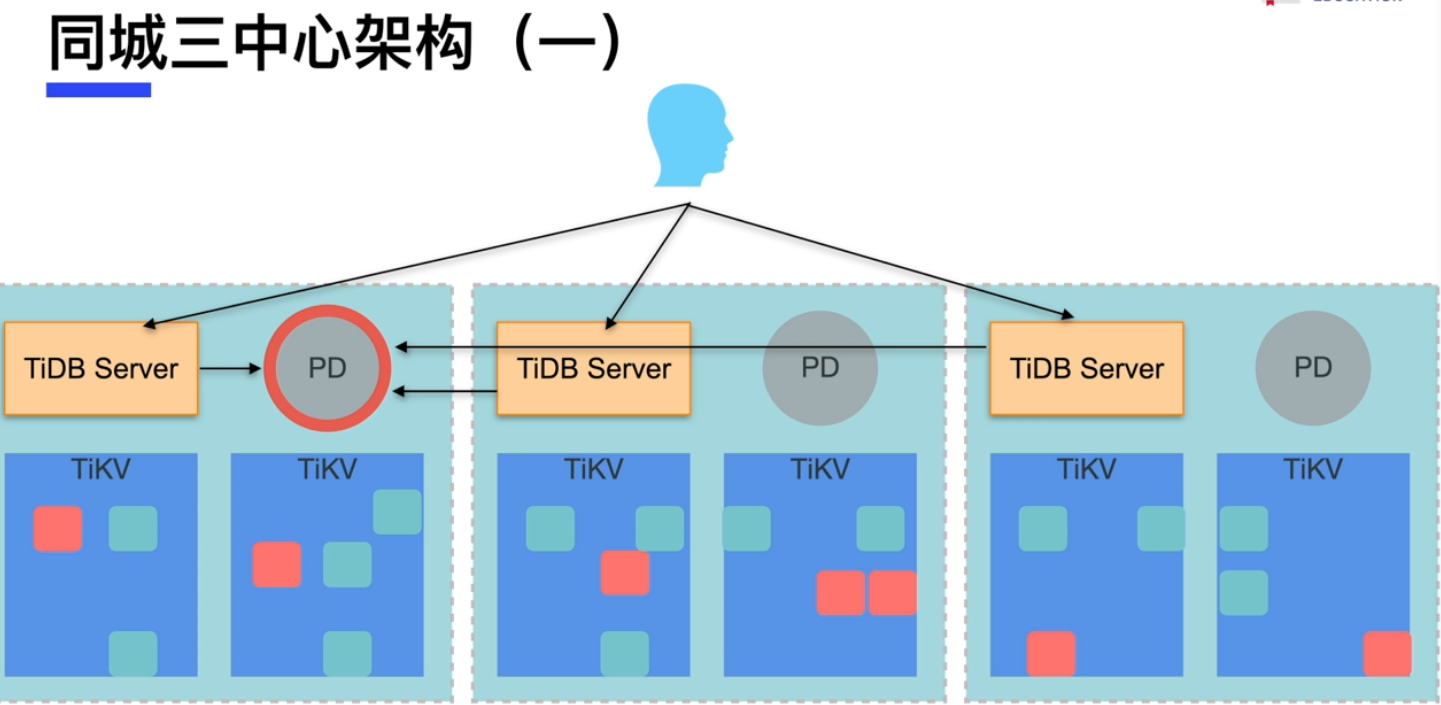 同城三中心架构（一）
TiDB Server
PD
TiDB Server
PD
TiDB Server
PD
TiKV
TiKV
TiKV
TiKV
TiKV
TiKV